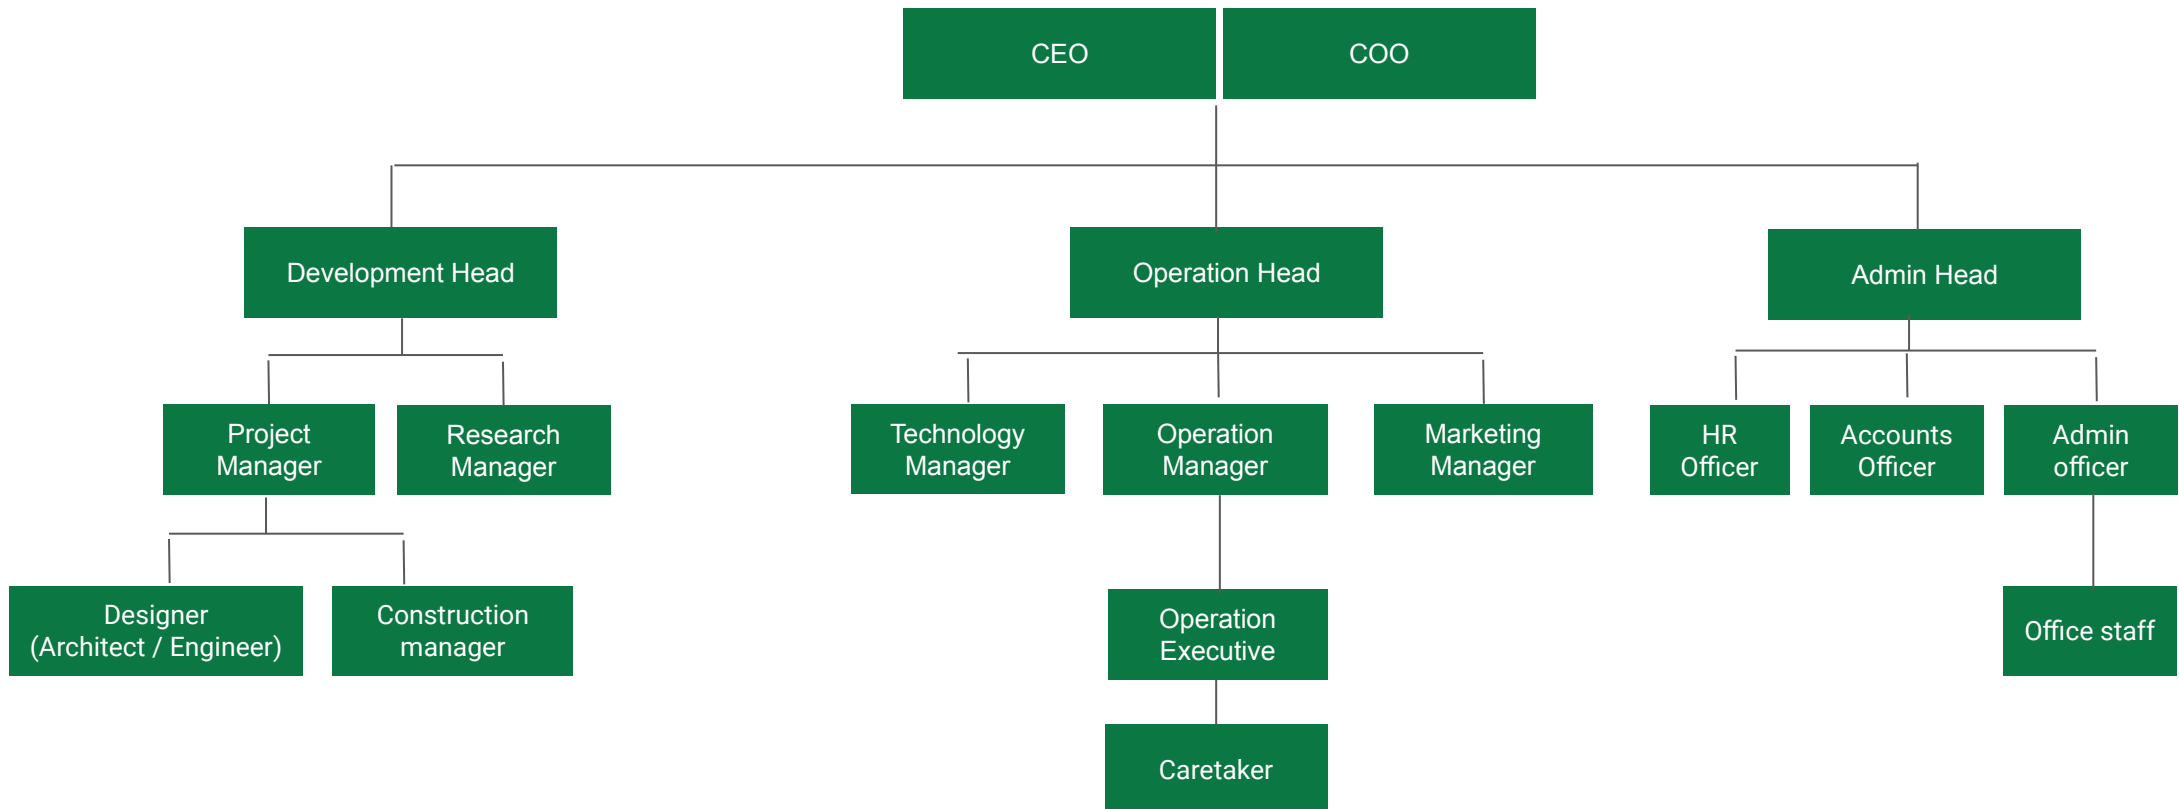 CEO
COO
Development Head
Operation Head
Admin Head
Project
Manager
Research
Manager
Technology
Manager
Operation
Manager
Marketing
Manager
HR
Officer
Accounts
Officer
Admin
officer
Designer
(Architect / Engineer)
Construction
manager
Operation
Executive
Office staff
Caretaker